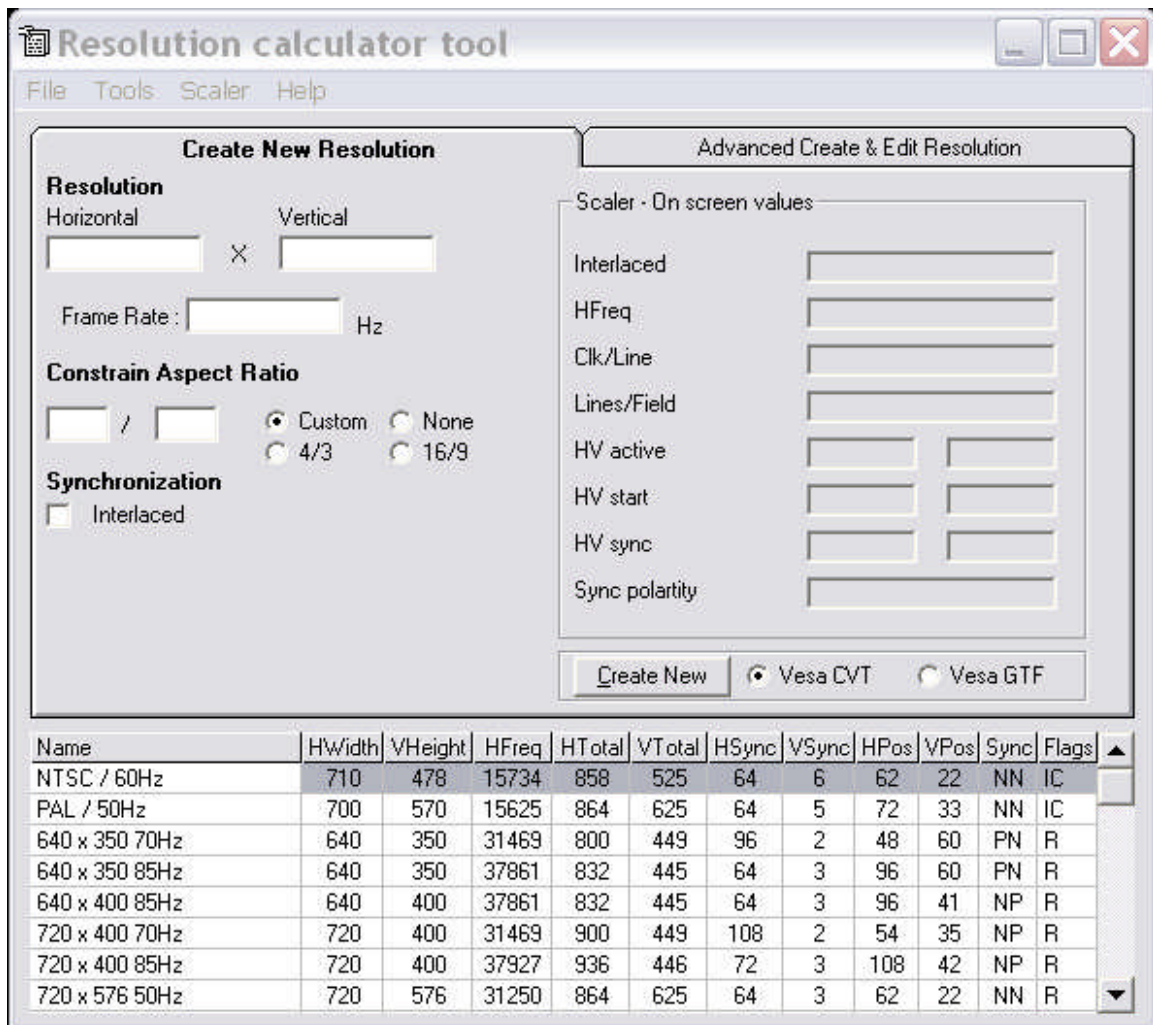 Resolution calculator tool
File Tools Scaler Help
Create New Resolution
Advanced Create & Edit Resolution
Resolution
Horizontal Vertical
X
Frame Rate : Hz
Constrain Aspect Ratio
/ Custom None
4/3 16/9
Synchronization
Interlaced
Scaler - On screen values
Interlaced
HFreq
Clk/Line
Lines/Field
HV active
HV start
HV sync
Sync polartity
Create New Vesa CVT Vesa GTF
Name HWidth VHeight HFreq HTotal VTotal HSync VSync HPos VPos Sync Flags
NTSC / 60Hz 710 478 15734 858 525 64 6 62 22 NN IC
PAL / 50Hz 700 570 15625 864 625 64 5 72 33 NN IC
640 x 350 70Hz 640 350 31469 800 449 96 2 48 60 PN R
640 x 350 85Hz 640 350 37861 832 445 64 3 96 60 PN R
640 x 400 85Hz 640 400 37861 832 445 64 3 96 41 NP R
720 x 400 70Hz 720 400 31469 900 449 108 2 54 35 NP R
720 x 400 85Hz 720 400 37927 936 446 72 3 108 42 NP R
720 x 576 50Hz 720 576 31250 864 625 64 3 62 22 NN R